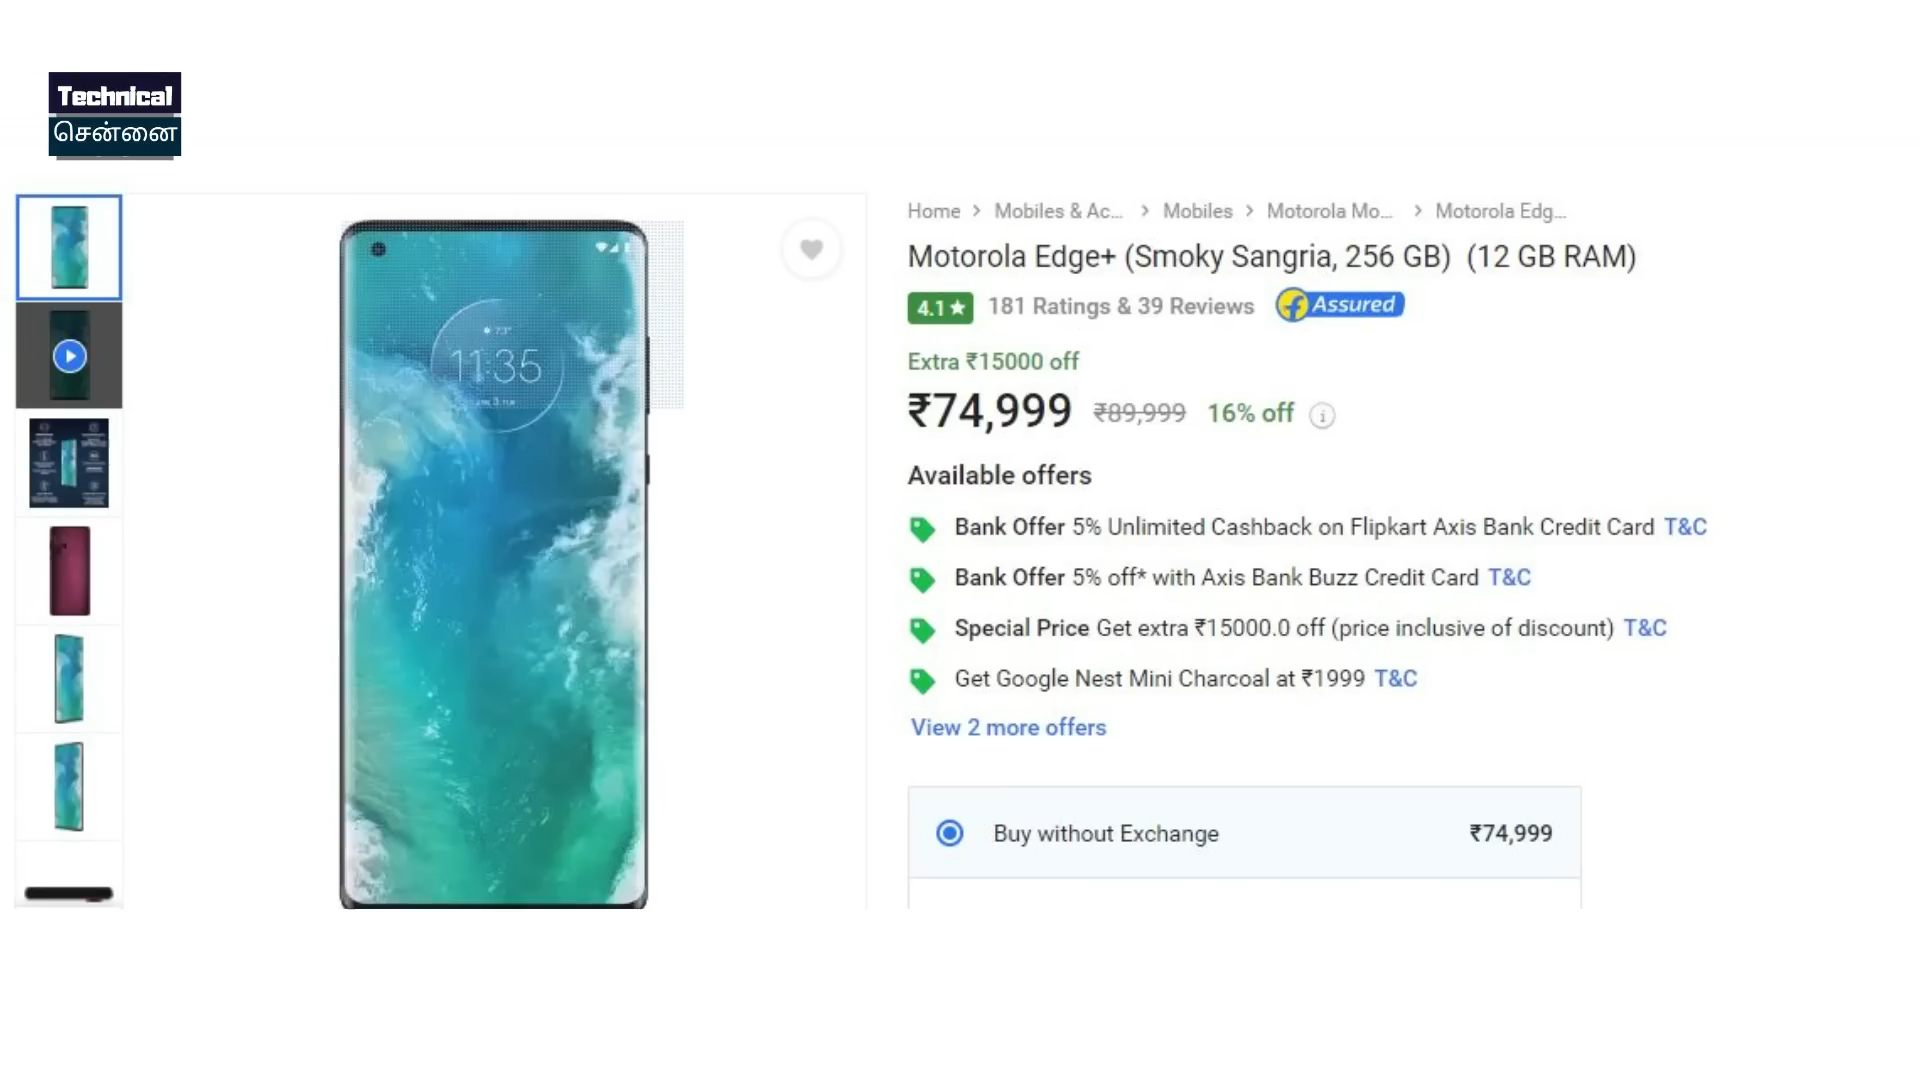 Technical
சென்னை
Home > Mobiles & Ac... > Mobiles > Motorola Mo... > Motorola Edg...
Motorola Edge+ (Smoky Sangria, 256 GB) (12 GB RAM)
4.1★ 181 Ratings & 39 Reviews f Assured
Extra ₹15000 off
₹74,999 ₹89,999 16% off i
Available offers
Bank Offer 5% Unlimited Cashback on Flipkart Axis Bank Credit Card T&C
Bank Offer 5% off* with Axis Bank Buzz Credit Card T&C
Special Price Get extra ₹15000.0 off (price inclusive of discount) T&C
Get Google Nest Mini Charcoal at ₹1999 T&C
View 2 more offers
Buy without Exchange ₹74,999
11:35